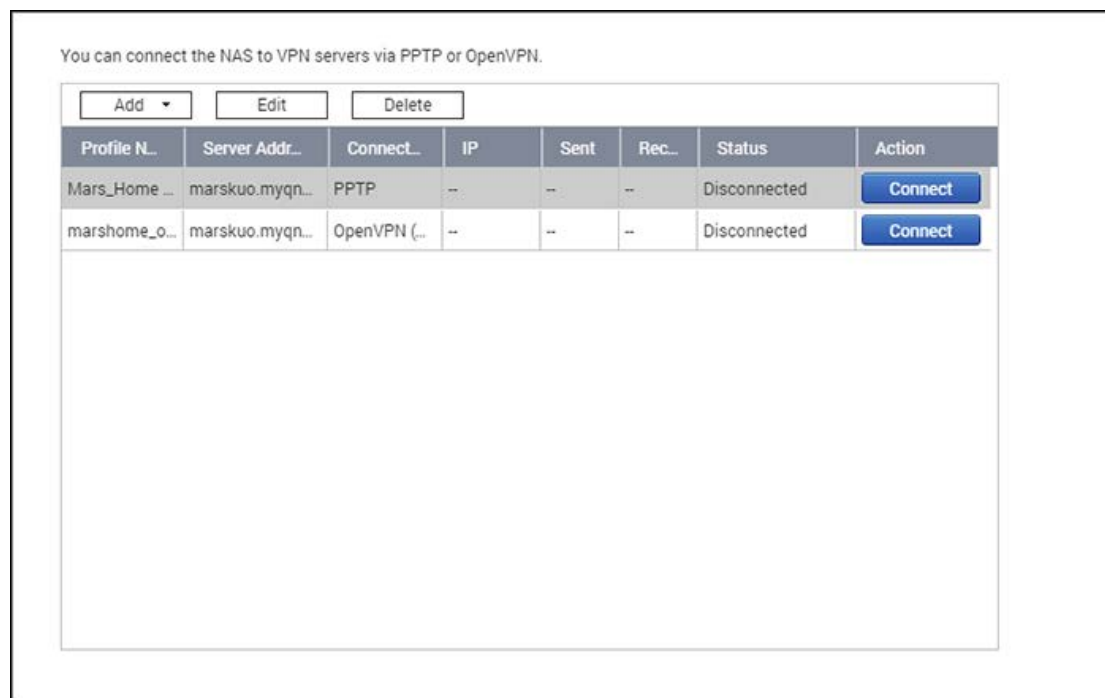 You can connect the NAS to VPN servers via PPTP or OpenVPN.
Add Edit Delete
Profile N... Server Addr... Connect... IP Sent Rec... Status Action
Mars_Home ... marskuo.myqn... PPTP -- -- -- Disconnected Connect
marshome_o... marskuo.myqn... OpenVPN (... -- -- -- Disconnected Connect